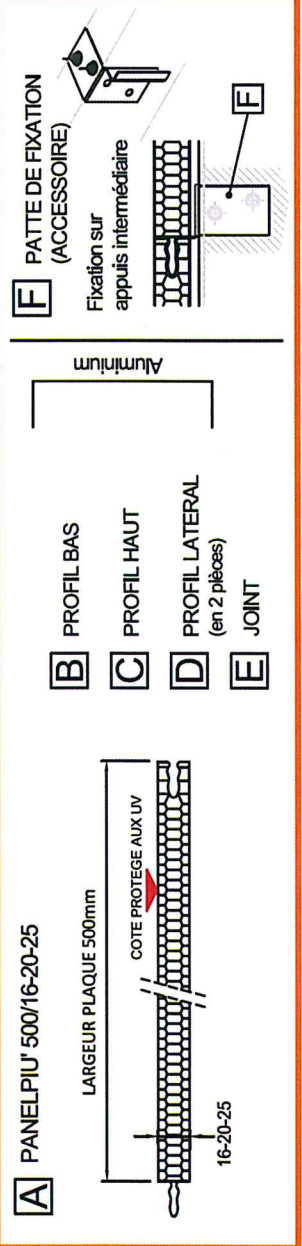 A PANELPIU' 500/16-20-25
LARGEUR PLAQUE 500mm
COTE PROTEGE AUX UV
16-20-25
B PROFIL BAS
C PROFIL HAUT
D PROFIL LATERAL
(en 2 pièces)
E JOINT
Aluminium
F PATTE DE FIXATION
(ACCESSOIRE)
Fixation sur
appuis intermédiaire
F